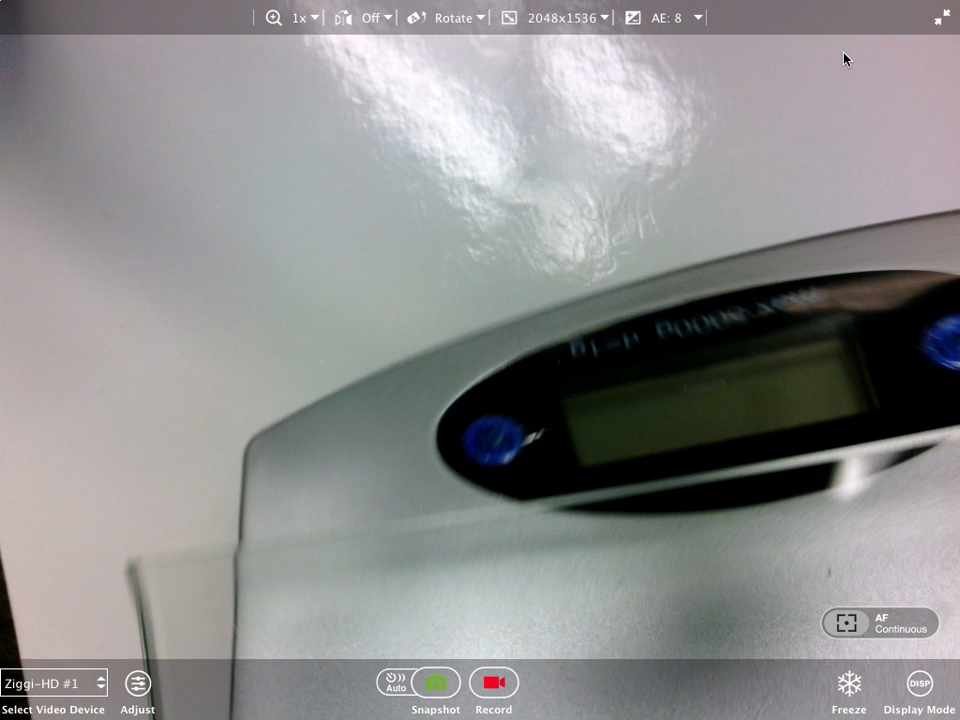 1x
Off
Rotate
2048x1536
AE: 8
d=1g
AF
Continuous
Ziggi-HD #1
Select Video Device
Adjust
Auto
Snapshot
Record
Freeze
DISP
Display Mode